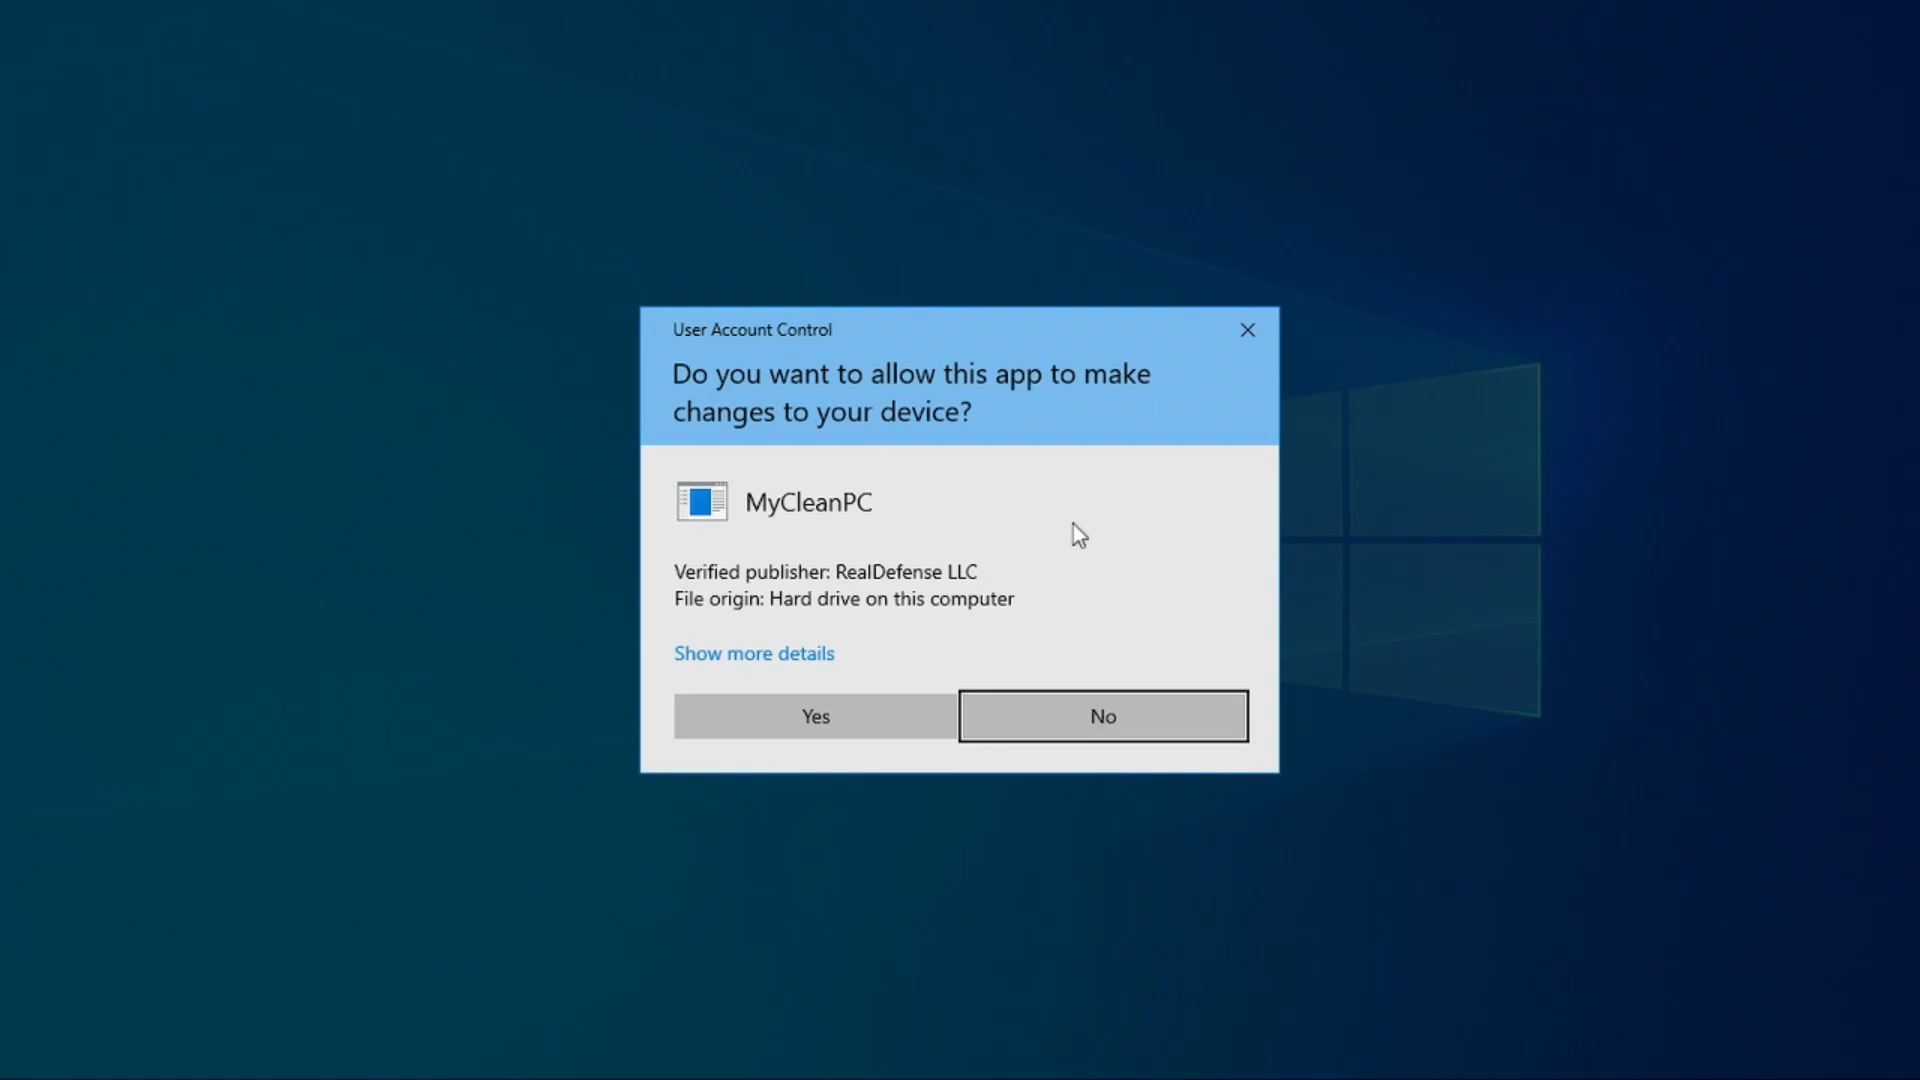 User Account Control
Do you want to allow this app to make
changes to your device?
MyCleanPC
Verified publisher: RealDefense LLC
File origin: Hard drive on this computer
Show more details
Yes
No